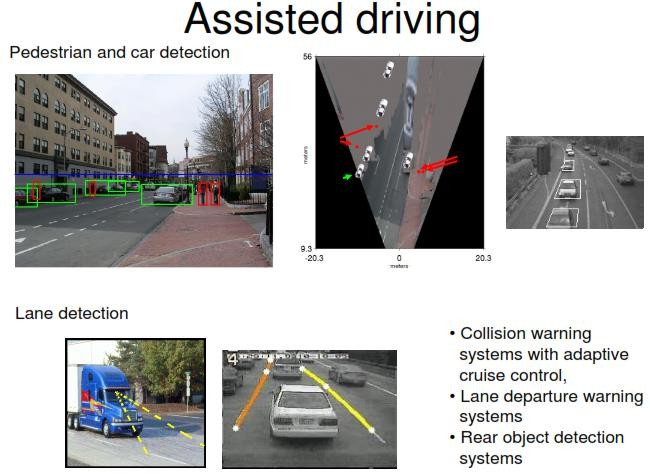 Assisted driving
Pedestrian and car detection
56
meters
9.3
-20.3
0
20.3
meters
Lane detection
4
• Collision warning
systems with adaptive
cruise control,
• Lane departure warning
systems
• Rear object detection
systems